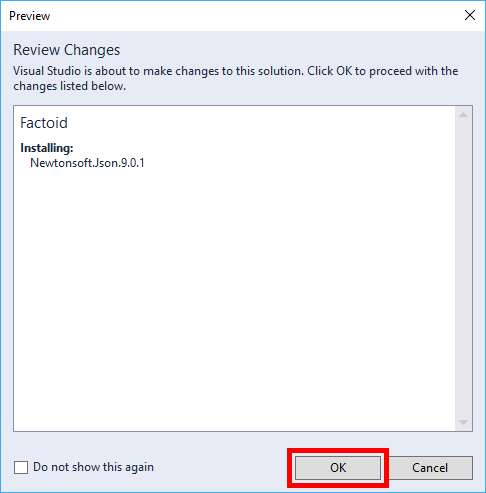 Preview
Review Changes
Visual Studio is about to make changes to this solution. Click OK to proceed with the
changes listed below.
Factoid
Installing:
Newtonsoft.Json.9.0.1
Do not show this again
OK
Cancel